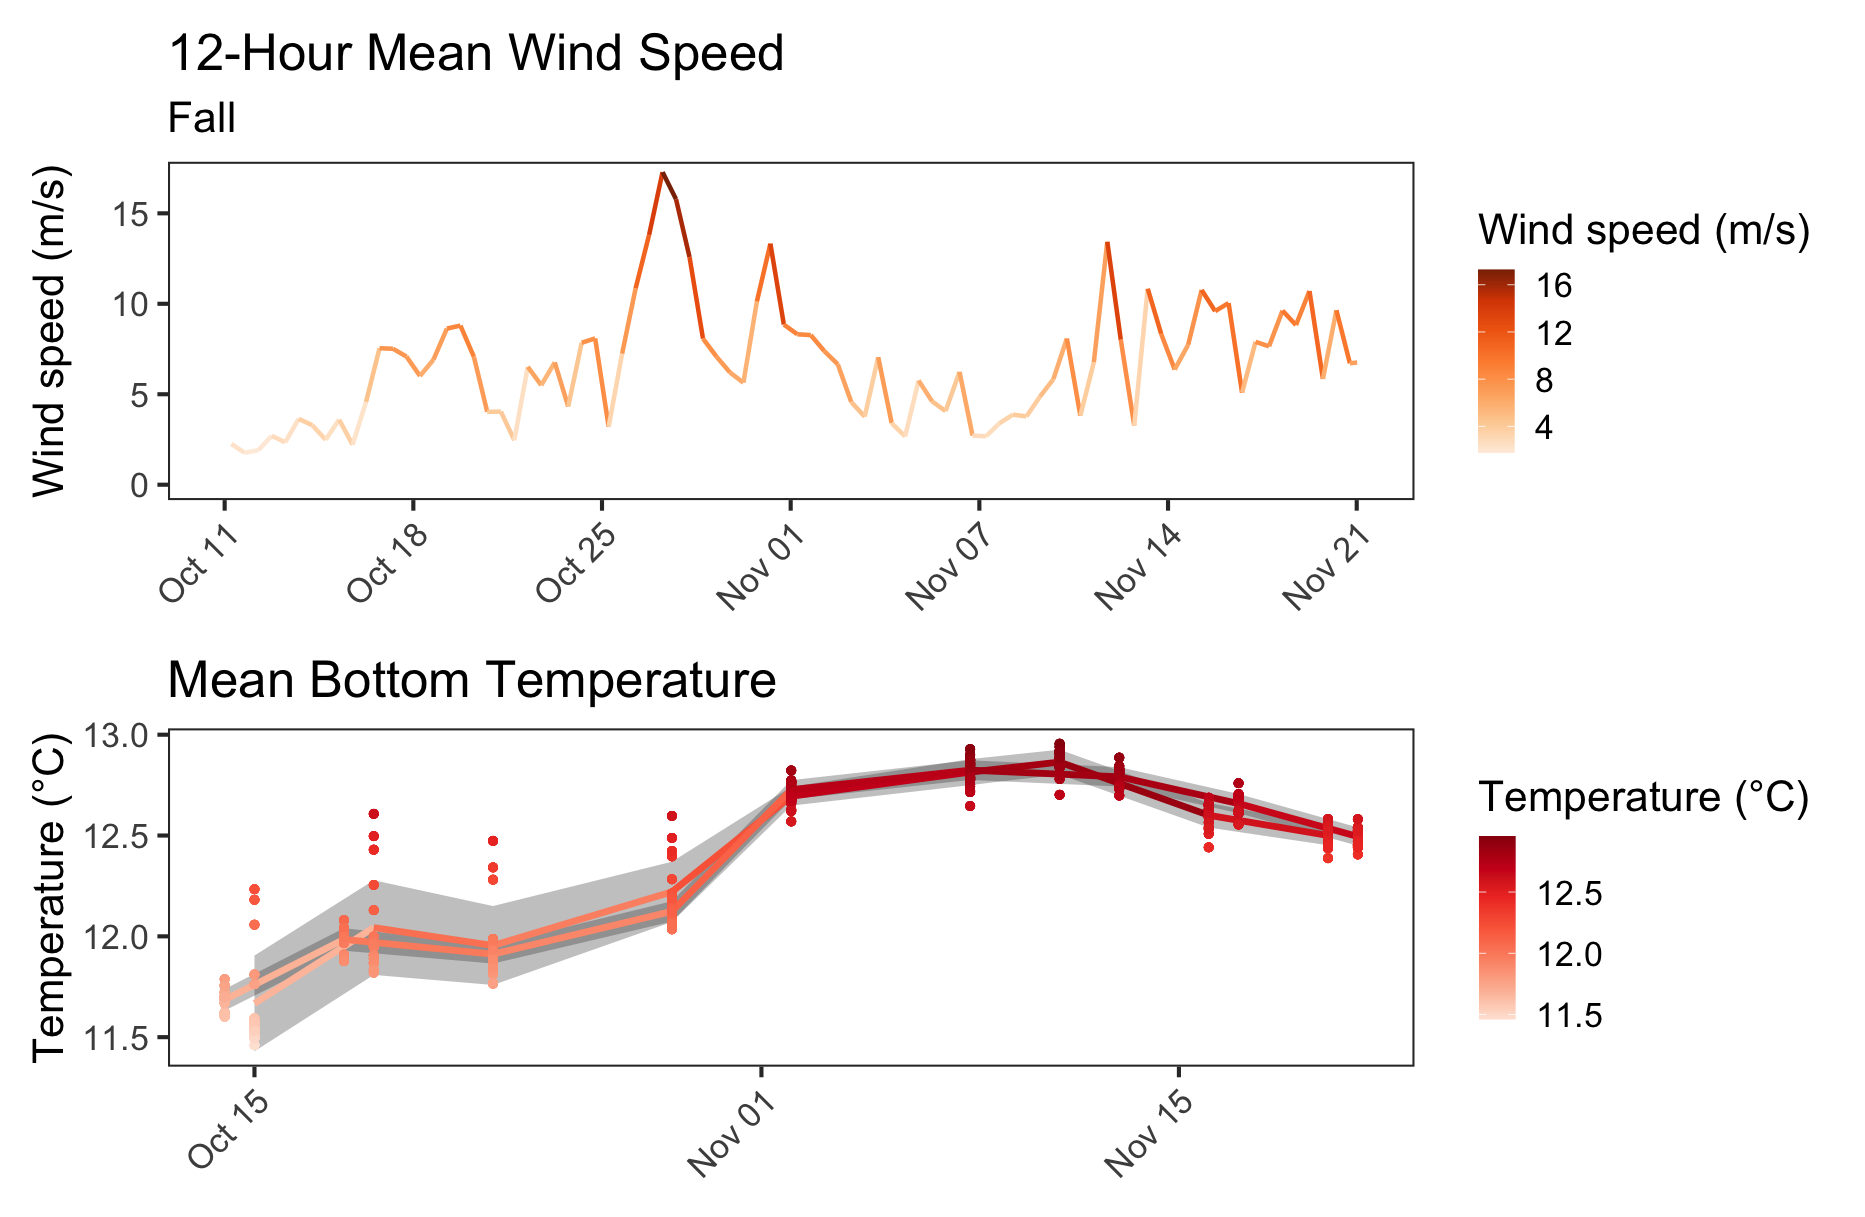 12-Hour Mean Wind Speed
Fall
Wind speed (m/s)
15
10
5
0
Oct 11
Oct 18
Oct 25
Nov 01
Nov 07
Nov 14
Nov 21
Wind speed (m/s)
16
12
8
4
Mean Bottom Temperature
Temperature (°C)
13.0
12.5
12.0
11.5
Oct 15
Nov 01
Nov 15
Temperature (°C)
12.5
12.0
11.5